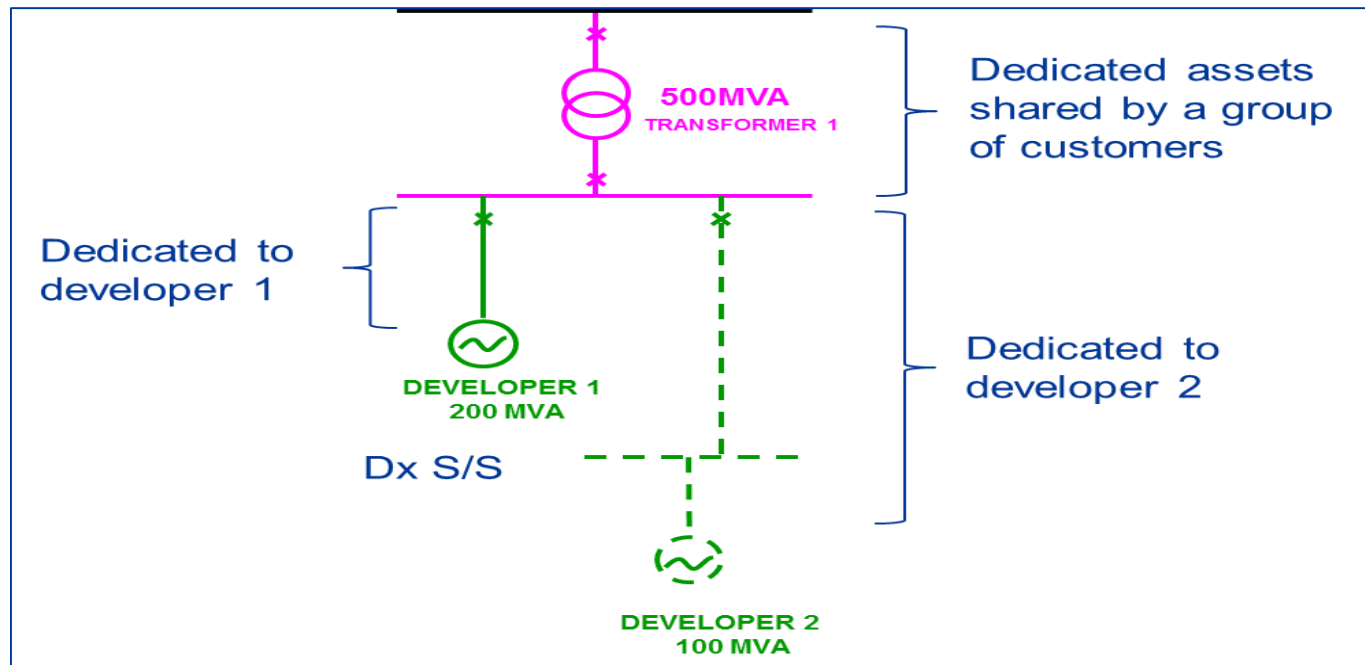 500MVA
TRANSFORMER 1
Dedicated assets
shared by a group
of customers
Dedicated to
developer 1
DEVELOPER 1
200 MVA
Dedicated to
developer 2
Dx S/S
DEVELOPER 2
100 MVA